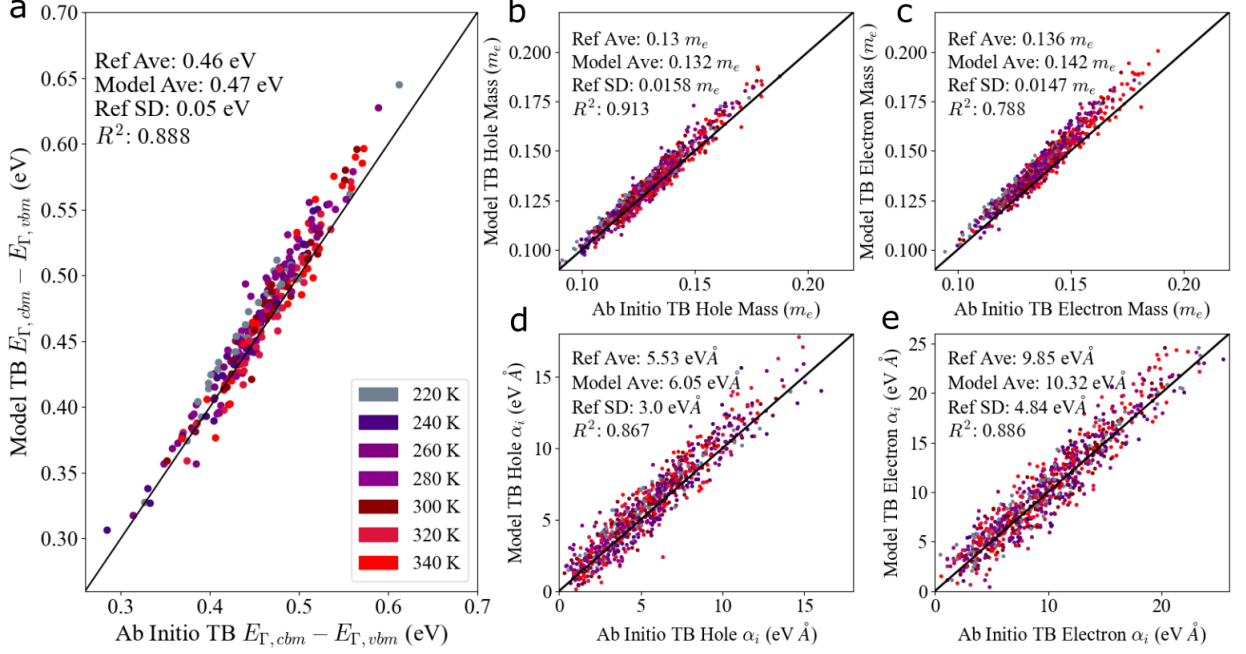 a
Model TB E_{Γ, cbm} − E_{Γ, vbm} (eV)
0.70
0.65
0.60
0.55
0.50
0.45
0.40
0.35
0.30
Ref Ave: 0.46 eV
Model Ave: 0.47 eV
Ref SD: 0.05 eV
R²: 0.888
220 K
240 K
260 K
280 K
300 K
320 K
340 K
0.3 0.4 0.5 0.6 0.7
Ab Initio TB E_{Γ, cbm} − E_{Γ, vbm} (eV)
b
Model TB Hole Mass (m_e)
0.200
0.175
0.150
0.125
0.100
Ref Ave: 0.13 m_e
Model Ave: 0.132 m_e
Ref SD: 0.0158 m_e
R²: 0.913
0.10 0.15 0.20
Ab Initio TB Hole Mass (m_e)
c
Model TB Electron Mass (m_e)
0.200
0.175
0.150
0.125
0.100
Ref Ave: 0.136 m_e
Model Ave: 0.142 m_e
Ref SD: 0.0147 m_e
R²: 0.788
0.10 0.15 0.20
Ab Initio TB Electron Mass (m_e)
d
Model TB Hole α_i (eV Å)
15
10
5
0
Ref Ave: 5.53 eVÅ
Model Ave: 6.05 eVÅ
Ref SD: 3.0 eVÅ
R²: 0.867
0 5 10 15
Ab Initio TB Hole α_i (eV Å)
e
Model TB Electron α_i (eV Å)
25
20
15
10
5
0
Ref Ave: 9.85 eVÅ
Model Ave: 10.32 eVÅ
Ref SD: 4.84 eVÅ
R²: 0.886
0 10 20
Ab Initio TB Electron α_i (eV Å)